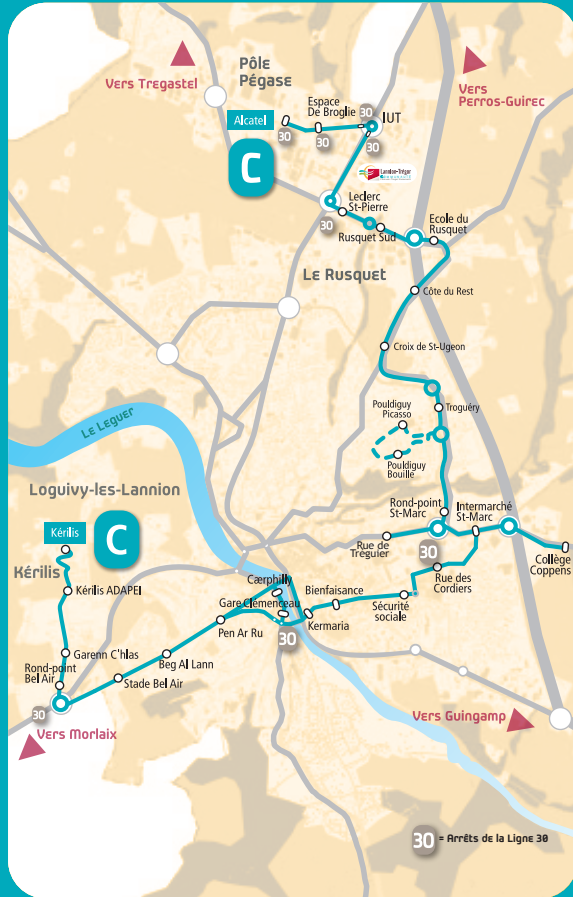 Vers Tregastel
Pôle
Pégase
Vers
Perros-Guirec
Espace
De Broglie
30
IUT
Alcatel
30
30
30
C
Lannion-Trégor
Leclerc
St-Pierre
30
Rusquet Sud
Ecole du
Rusquet
Le Rusquet
Côte du Rest
Croix de St-Ugeon
Pouldiguy
Picasso
Troguéry
Le Leguer
Pouldiguy
Bouille
Loguivy-les-Lannion
Rond-point
St-Marc
Intermarché
St-Marc
Kérilis
C
Rue de
Tréguier
30
Collège
Coppens
Kérilis
Cærphilly
Rue des
Cordiers
Kérilis ADAPEI
Gare
Clemenceau
Bienfaisance
Sécurité
sociale
Kermaria
Pen Ar Ru
30
Garenn C'hlas
Beg Al Lann
Rond-point
Bel Air
Stade Bel Air
30
Vers Morlaix
Vers Guingamp
30 = Arrêts de la Ligne 30